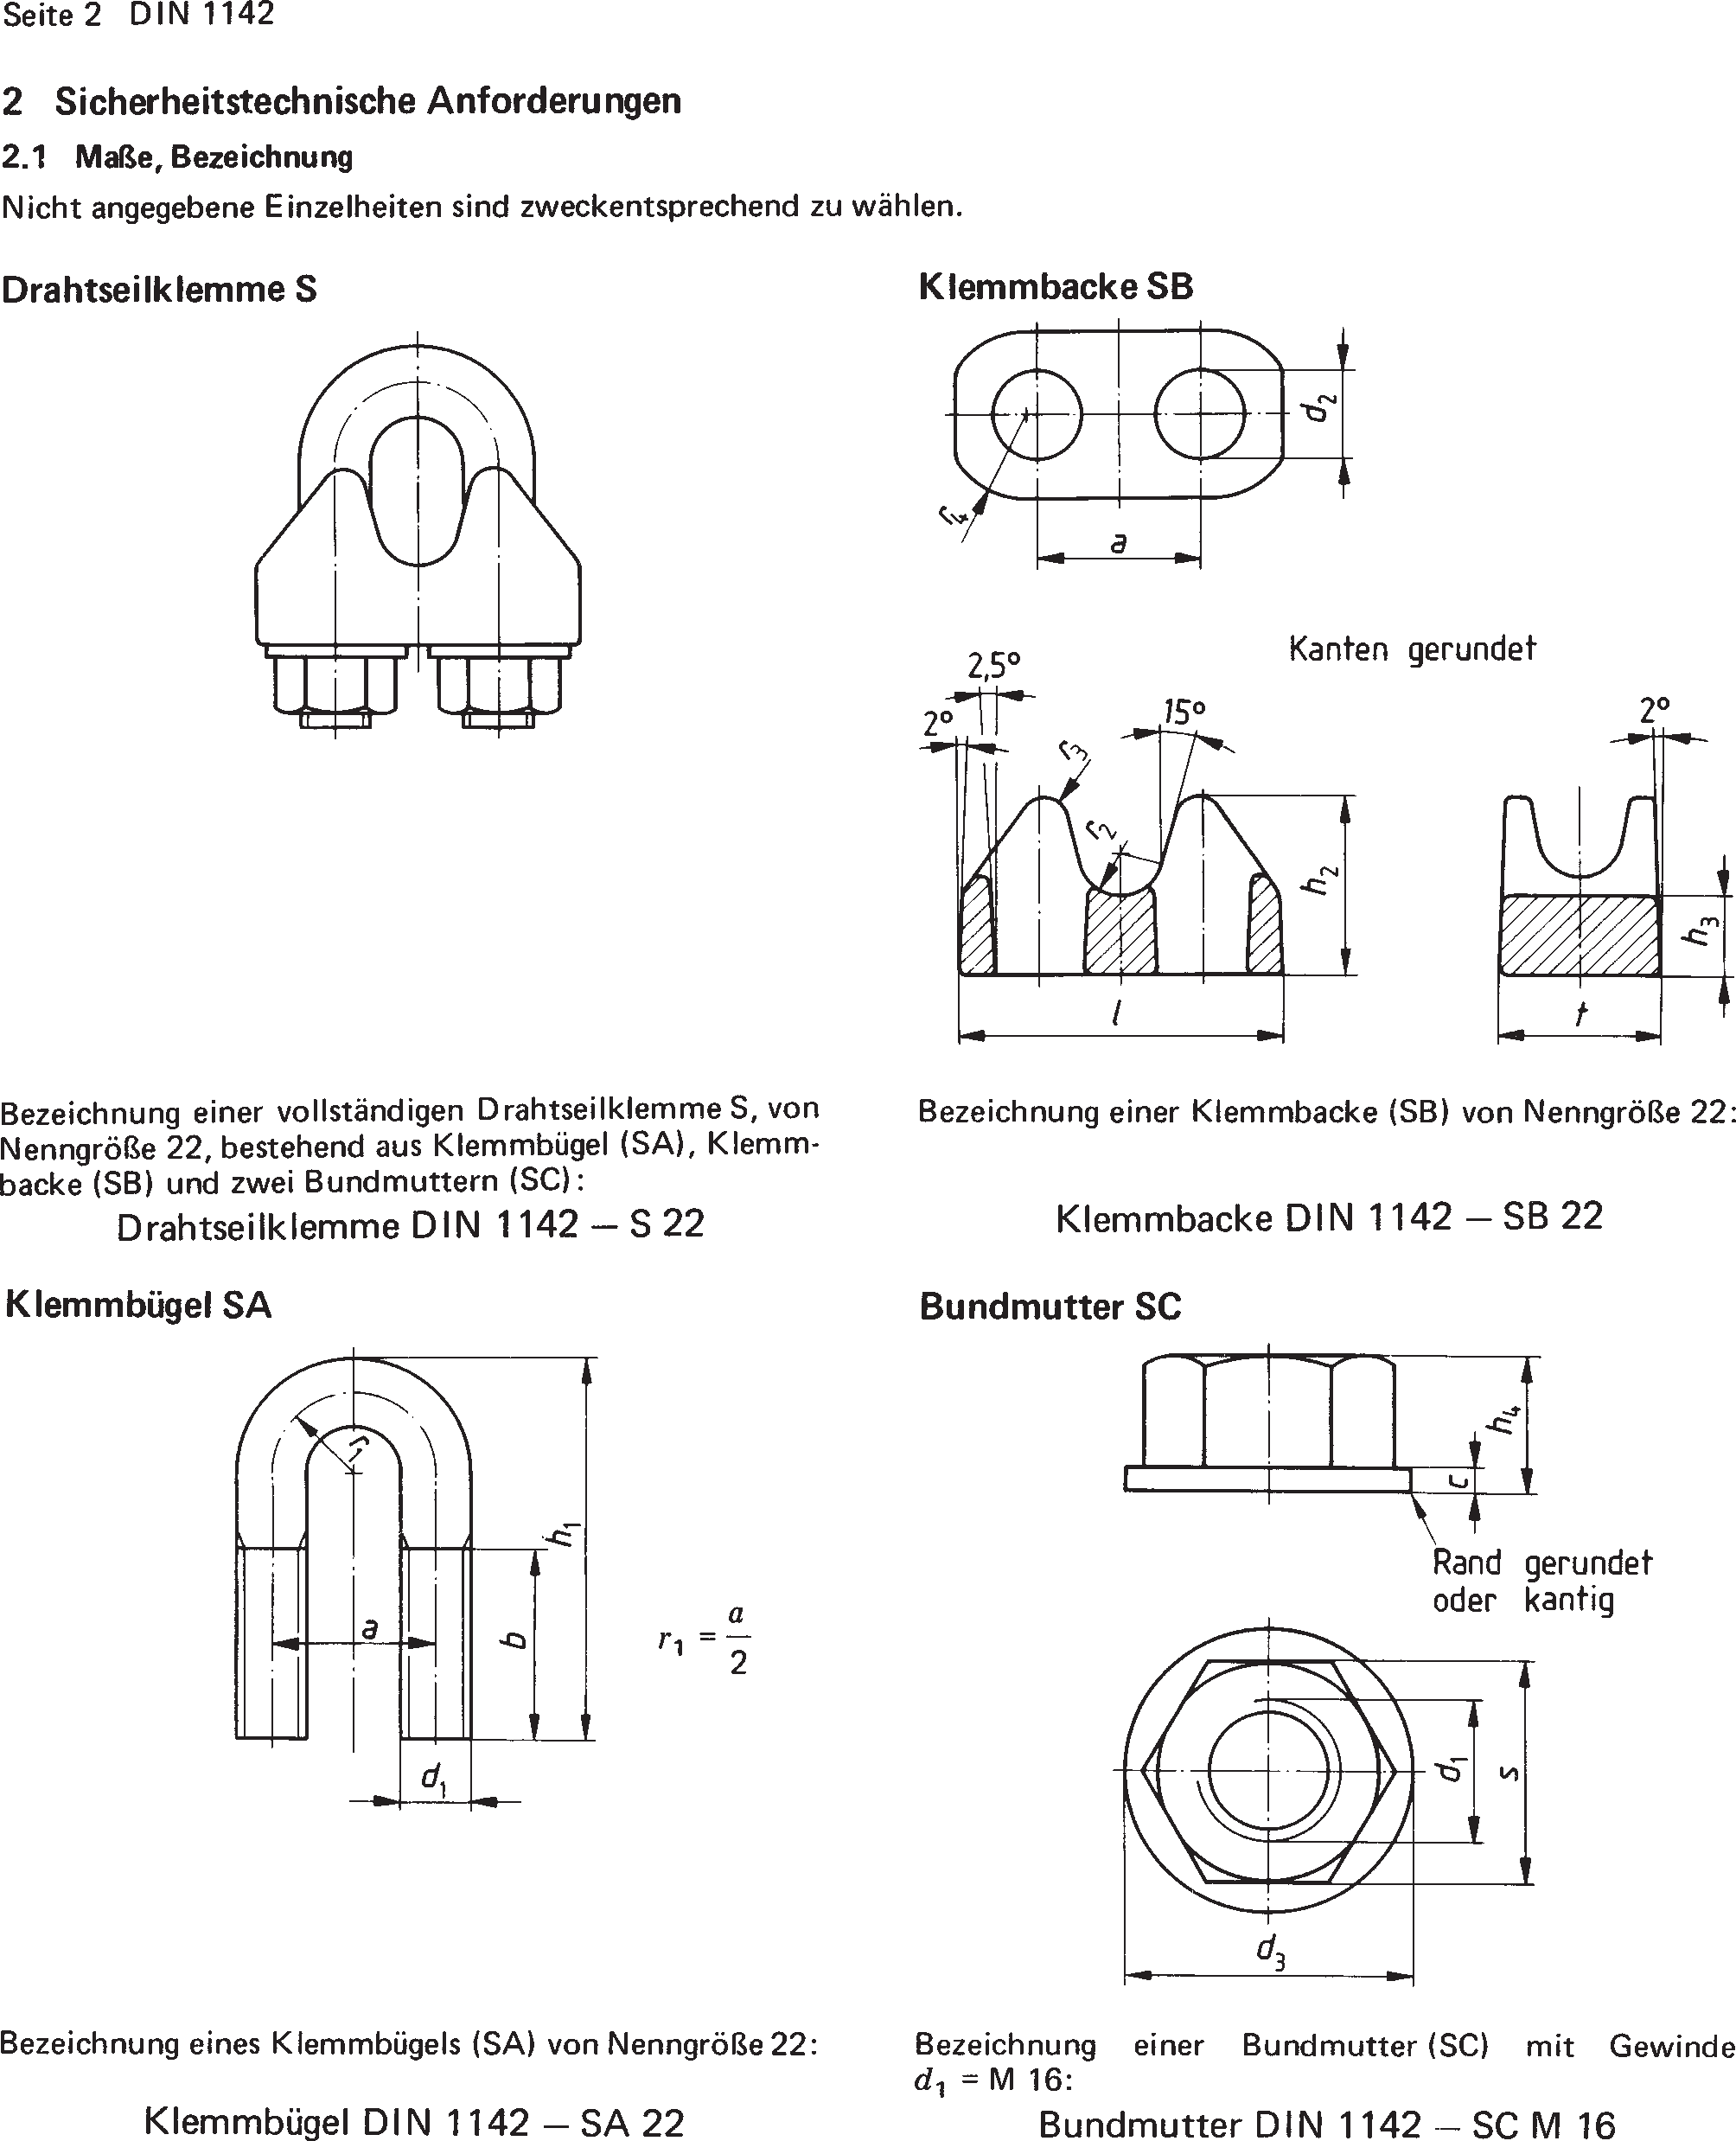 Seite 2 DIN 1142
2 Sicherheitstechnische Anforderungen
2.1 Maße, Bezeichnung
Nicht angegebene Einzelheiten sind zweckentsprechend zu wählen.
Drahtseilklemme S
Klemmbacke SB
d2
r4
a
Kanten gerundet
2,5°
2°
r3
15°
r2
h2
l
2°
h3
t
Bezeichnung einer vollständigen Drahtseilklemme S, von
Nenngröße 22, bestehend aus Klemmbügel (SA), Klemm-
backe (SB) und zwei Bundmuttern (SC):
Drahtseilklemme DIN 1142 – S 22
Bezeichnung einer Klemmbacke (SB) von Nenngröße 22:
Klemmbacke DIN 1142 – SB 22
Klemmbügel SA
r1
h1
a
b
d1
r1 = a/2
Bezeichnung eines Klemmbügels (SA) von Nenngröße 22:
Klemmbügel DIN 1142 – SA 22
Bundmutter SC
h4
c
Rand gerundet
oder kantig
d1
s
d3
Bezeichnung einer Bundmutter (SC) mit Gewinde
d1 = M 16:
Bundmutter DIN 1142 – SC M 16